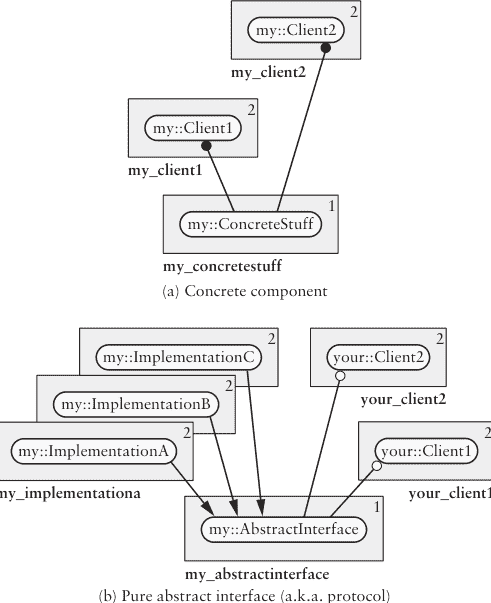 2
my::Client2
my_client2
2
my::Client1
my_client1
1
my::ConcreteStuff
my_concretestuff
(a) Concrete component
2
my::ImplementationC
2
my::ImplementationB
2
my::ImplementationA
my_implementationa
2
your::Client2
your_client2
2
your::Client1
your_client1
1
my::AbstractInterface
my_abstractinterface
(b) Pure abstract interface (a.k.a. protocol)